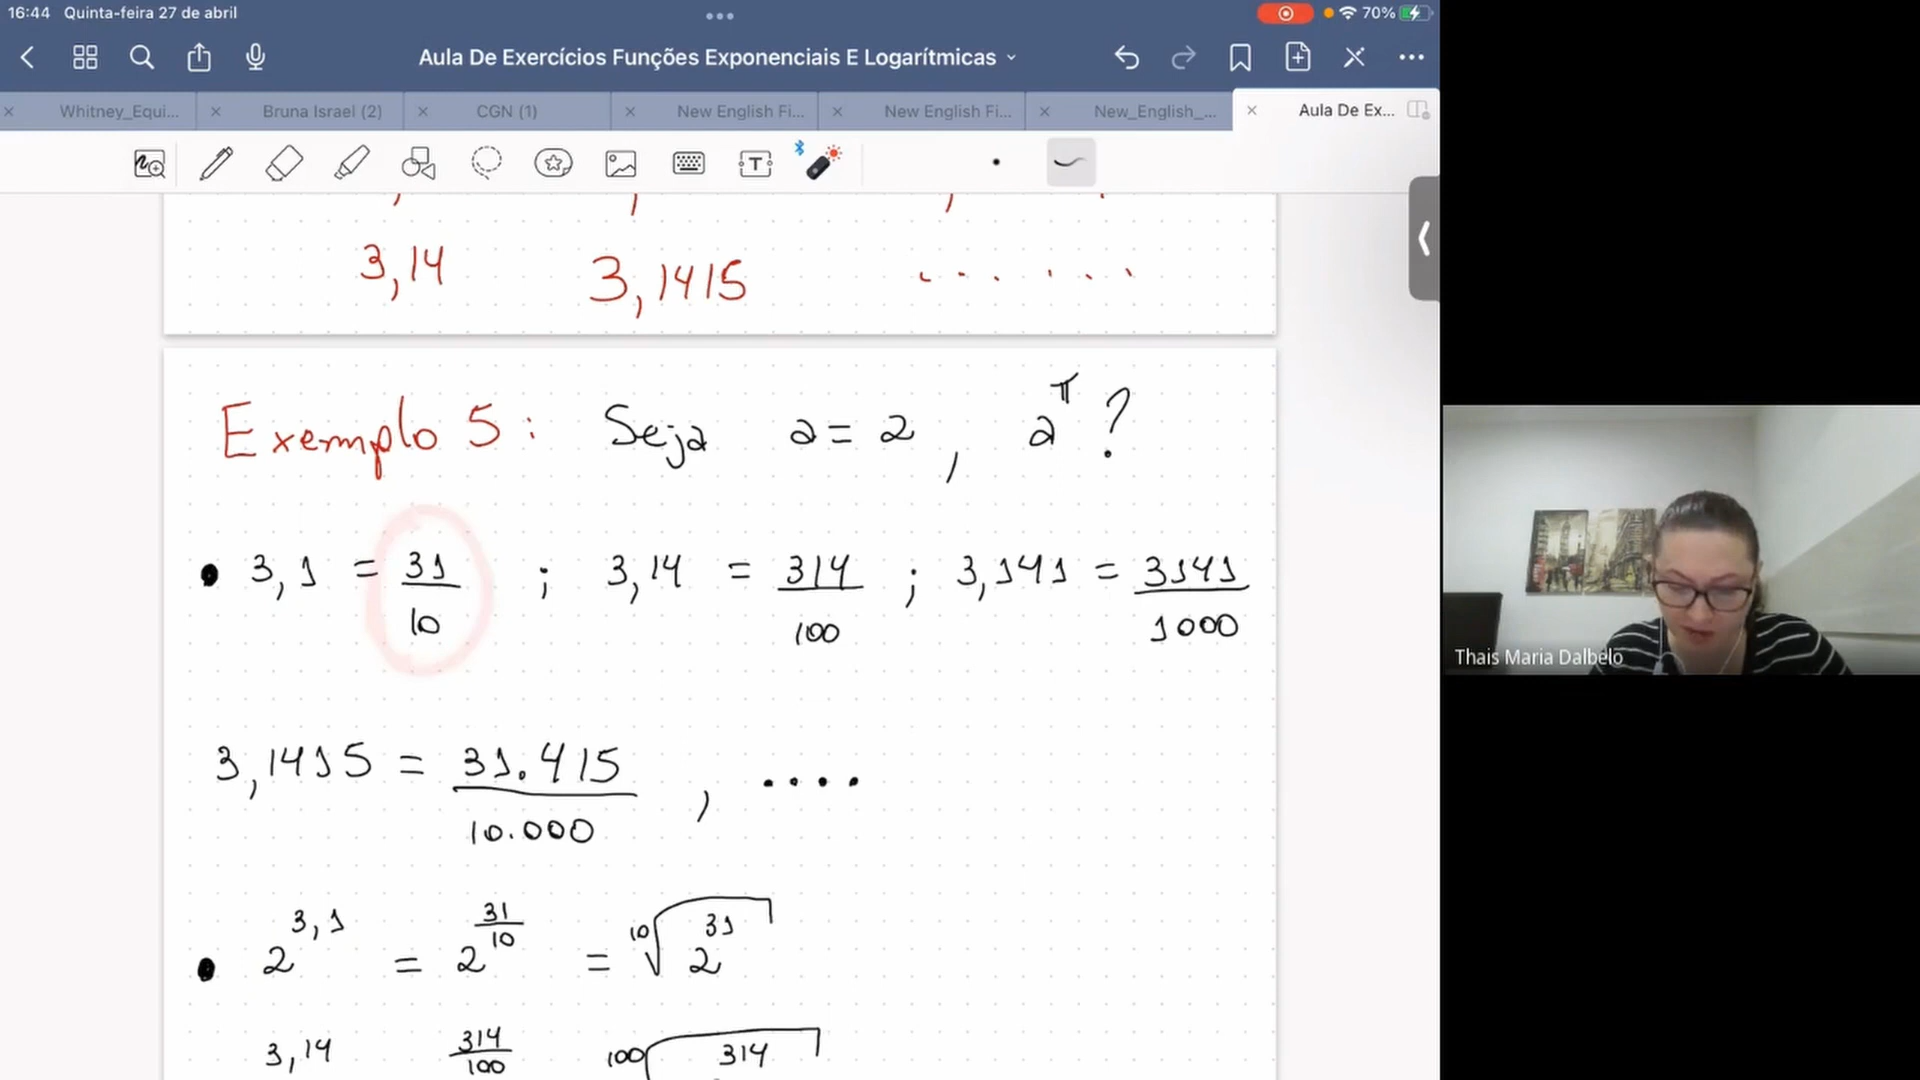 16:44 Quinta-feira 27 de abril
70%
Aula De Exercícios Funções Exponenciais E Logarítmicas
Whitney_Equi...
Bruna Israel (2)
CGN (1)
New English Fi...
New English Fi...
New_English_...
Aula De Ex...
3,14 3,1415 . . . . . .
Exemplo 5: Seja a = 2, a^π?
• 3,1 = 31/10 ; 3,14 = 314/100 ; 3,141 = 3141/1000
3,1415 = 31.415/10.000 , ....
• 2^3,1 = 2^31/10 = 10√2^31
3,14 314/100 100√ 314
Thais Maria Dalbelo